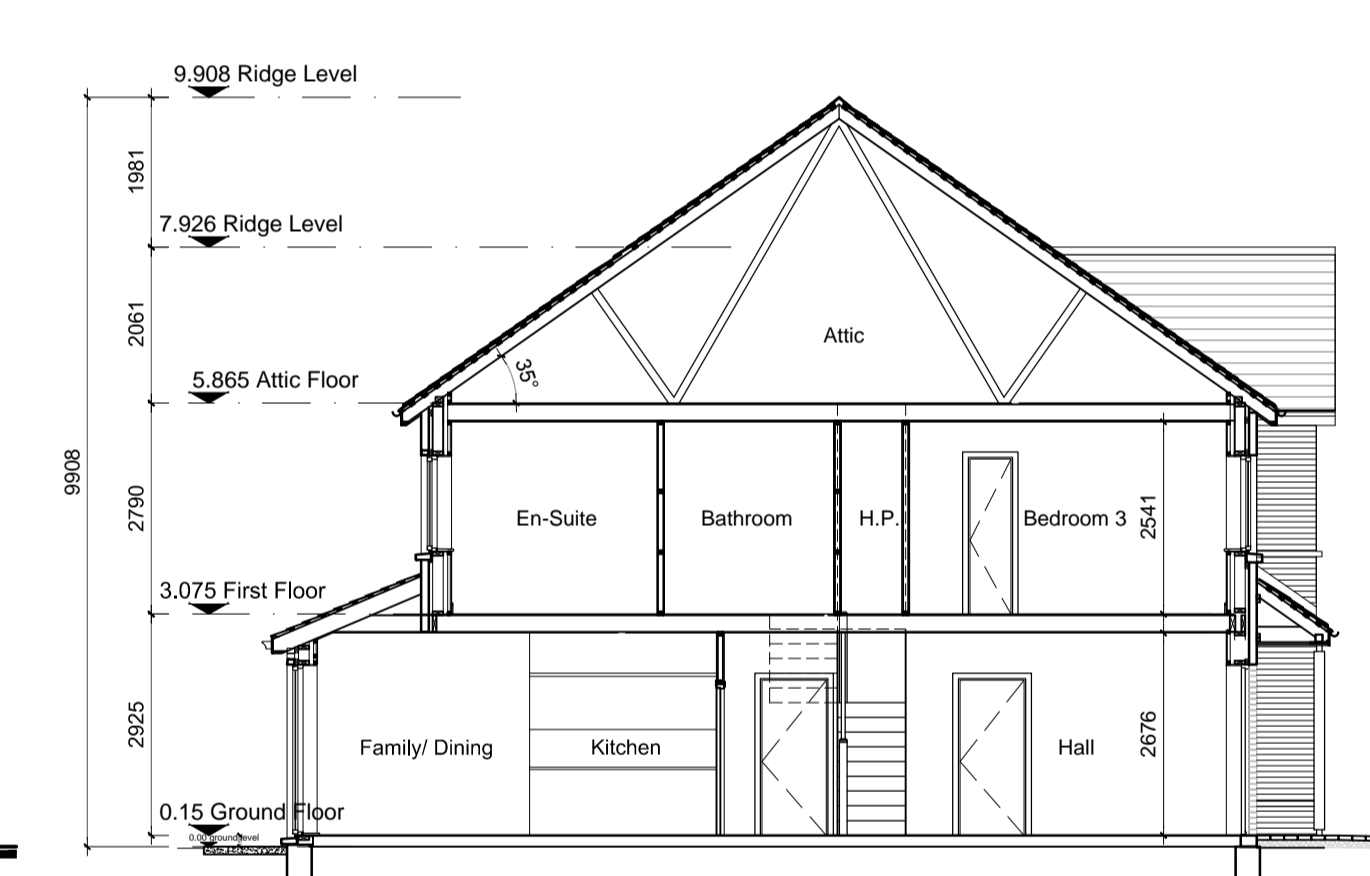 9.908 Ridge Level
1981
7.926 Ridge Level
2061
Attic
35°
5.865 Attic Floor
9908
2790
En-Suite
Bathroom
H.P.
Bedroom 3
2541
3.075 First Floor
2925
Family/ Dining
Kitchen
Hall
2676
0.15 Ground Floor
0.00 ground level